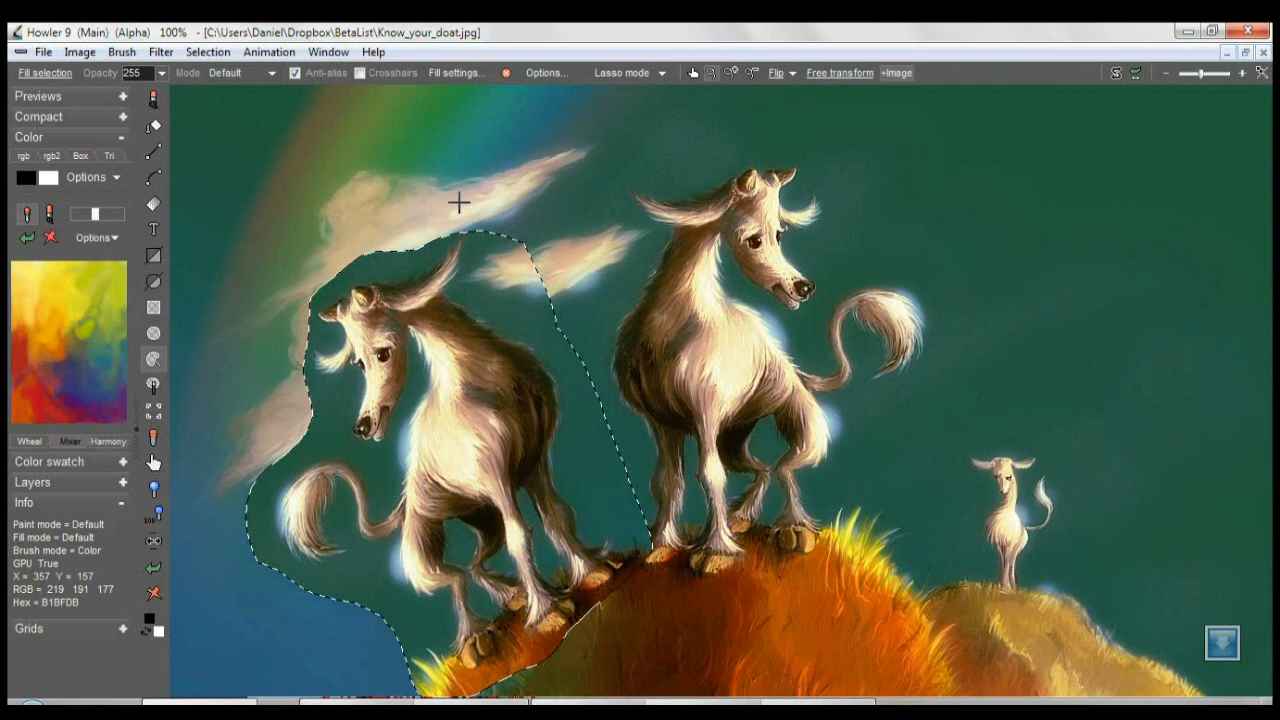 Howler 9 (Main) (Alpha) 100% - [C:\Users\Daniel\Dropbox\BetaList\Know_your_doat.jpg]
File Image Brush Filter Selection Animation Window Help
Fill selection Opacity 255 Mode Default Anti-alias Crosshairs Fill settings... Options... Lasso mode Flip Free transform +Image
Previews +
Compact +
Color -
rgb rgb2 Box Tri
Options
Options
Wheel Mixer Harmony
Color swatch +
Layers +
Info -
Paint mode = Default
Fill mode = Default
Brush mode = Color
GPU True
X = 357 Y = 157
RGB = 219 191 177
Hex = B1BFDB
Grids +
T
100